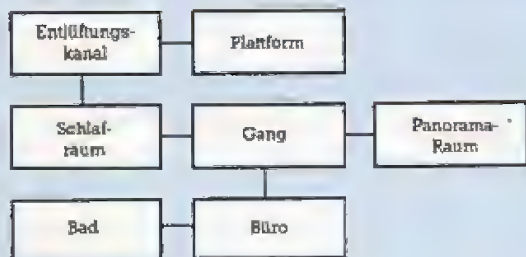 Entlüftungs-
kanal
Plattform
Schlaf-
raum
Gang
Panorama-
Raum
Bad
Büro